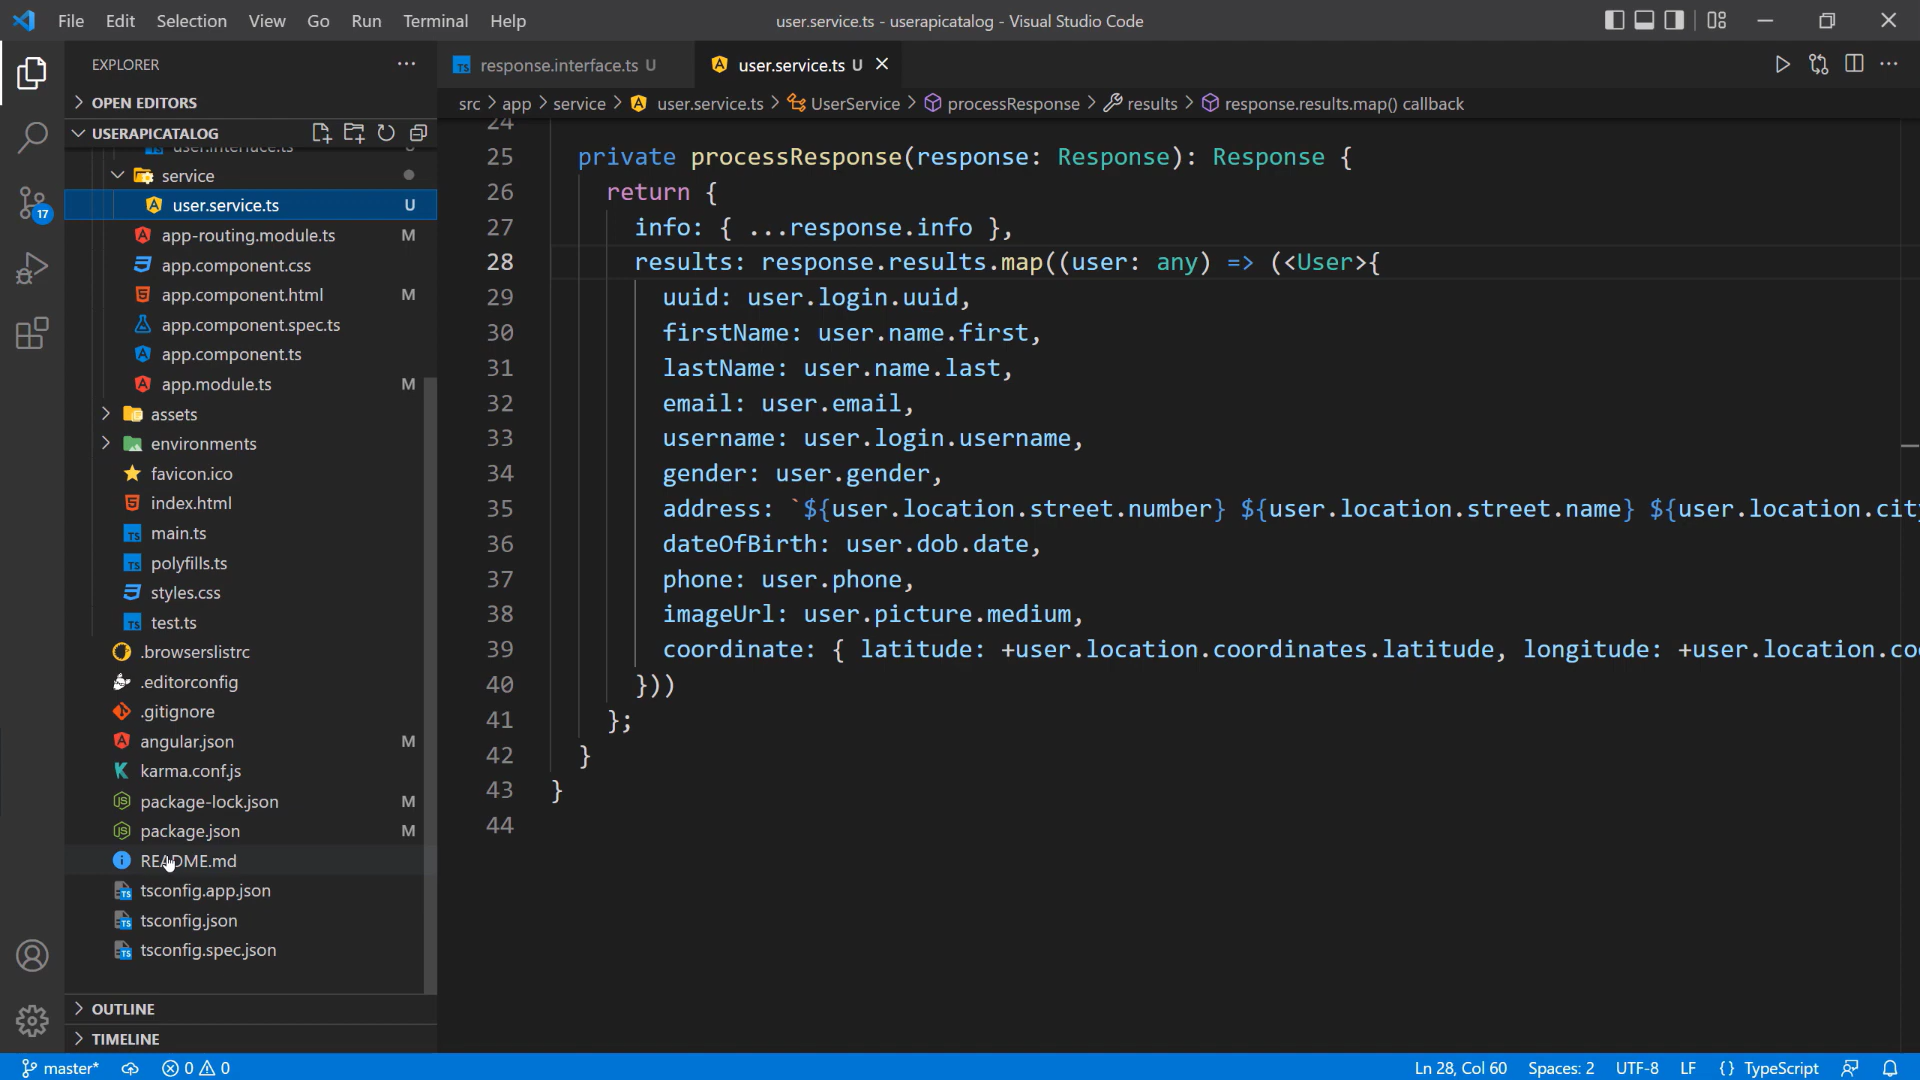 File Edit Selection View Go Run Terminal Help
user.service.ts - userapicatalog - Visual Studio Code
EXPLORER
OPEN EDITORS
USERAPICATALOG
user.interface.ts
service
user.service.ts U
app-routing.module.ts M
app.component.css
app.component.html M
app.component.spec.ts
app.component.ts
app.module.ts M
assets
environments
favicon.ico
index.html
main.ts
polyfills.ts
styles.css
test.ts
.browserslistrc
.editorconfig
.gitignore
angular.json M
karma.conf.js
package-lock.json M
package.json M
README.md
tsconfig.app.json
tsconfig.json
tsconfig.spec.json
OUTLINE
TIMELINE
17
response.interface.ts U
user.service.ts U
src > app > service > user.service.ts > UserService > processResponse > results > response.results.map() callback
24
25 private processResponse(response: Response): Response {
26 return {
27 info: { ...response.info },
28 results: response.results.map((user: any) => (<User>{
29 uuid: user.login.uuid,
30 firstName: user.name.first,
31 lastName: user.name.last,
32 email: user.email,
33 username: user.login.username,
34 gender: user.gender,
35 address: `${user.location.street.number} ${user.location.street.name} ${user.location.cit
36 dateOfBirth: user.dob.date,
37 phone: user.phone,
38 imageUrl: user.picture.medium,
39 coordinate: { latitude: +user.location.coordinates.latitude, longitude: +user.location.co
40 }))
41 };
42 }
43 }
44
master* 0 0 Ln 28, Col 60 Spaces: 2 UTF-8 LF {} TypeScript